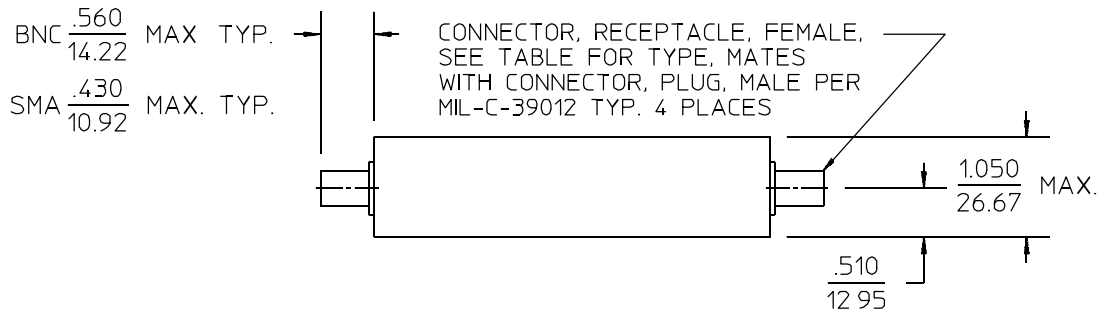 BNC .560 MAX TYP.
14.22
SMA .430 MAX. TYP.
10.92
CONNECTOR, RECEPTACLE, FEMALE,
SEE TABLE FOR TYPE, MATES
WITH CONNECTOR, PLUG, MALE PER
MIL-C-39012 TYP. 4 PLACES
1.050 MAX.
26.67
.510
12 95